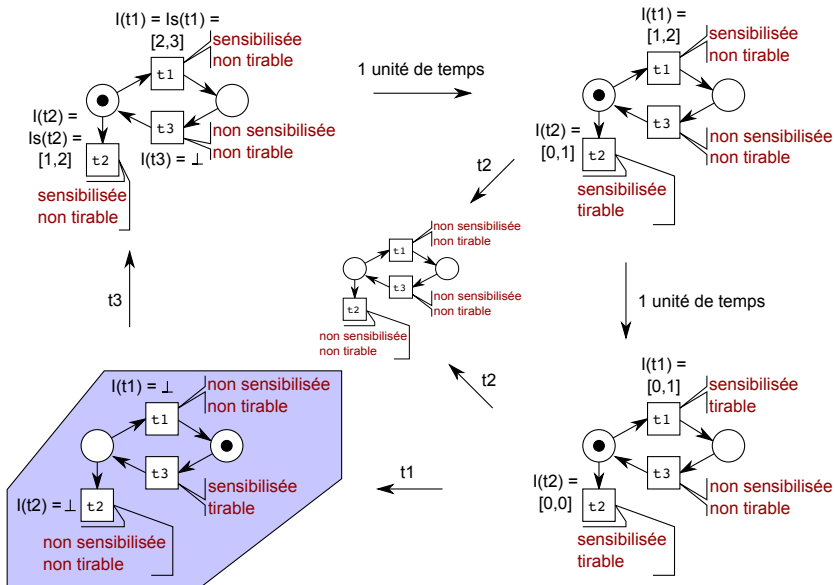 I(t1) = Is(t1) =
[2,3]
sensibilisée
non tirable
t1
I(t2) =
Is(t2) =
[1,2]
t3
non sensibilisée
non tirable
I(t3) = ⊥
t2
sensibilisée
non tirable
1 unité de temps
I(t1) =
[1,2]
sensibilisée
non tirable
t1
t3
non sensibilisée
non tirable
I(t2) =
[0,1]
t2
sensibilisée
tirable
t2
non sensibilisée
non tirable
t1
t3
non sensibilisée
non tirable
t2
non sensibilisée
non tirable
t3
1 unité de temps
t2
I(t1) = ⊥
non sensibilisée
non tirable
t1
t3
sensibilisée
tirable
I(t2) = ⊥
t2
non sensibilisée
non tirable
t1
I(t1) =
[0,1]
sensibilisée
tirable
t1
t3
non sensibilisée
non tirable
I(t2) =
[0,0]
t2
sensibilisée
tirable